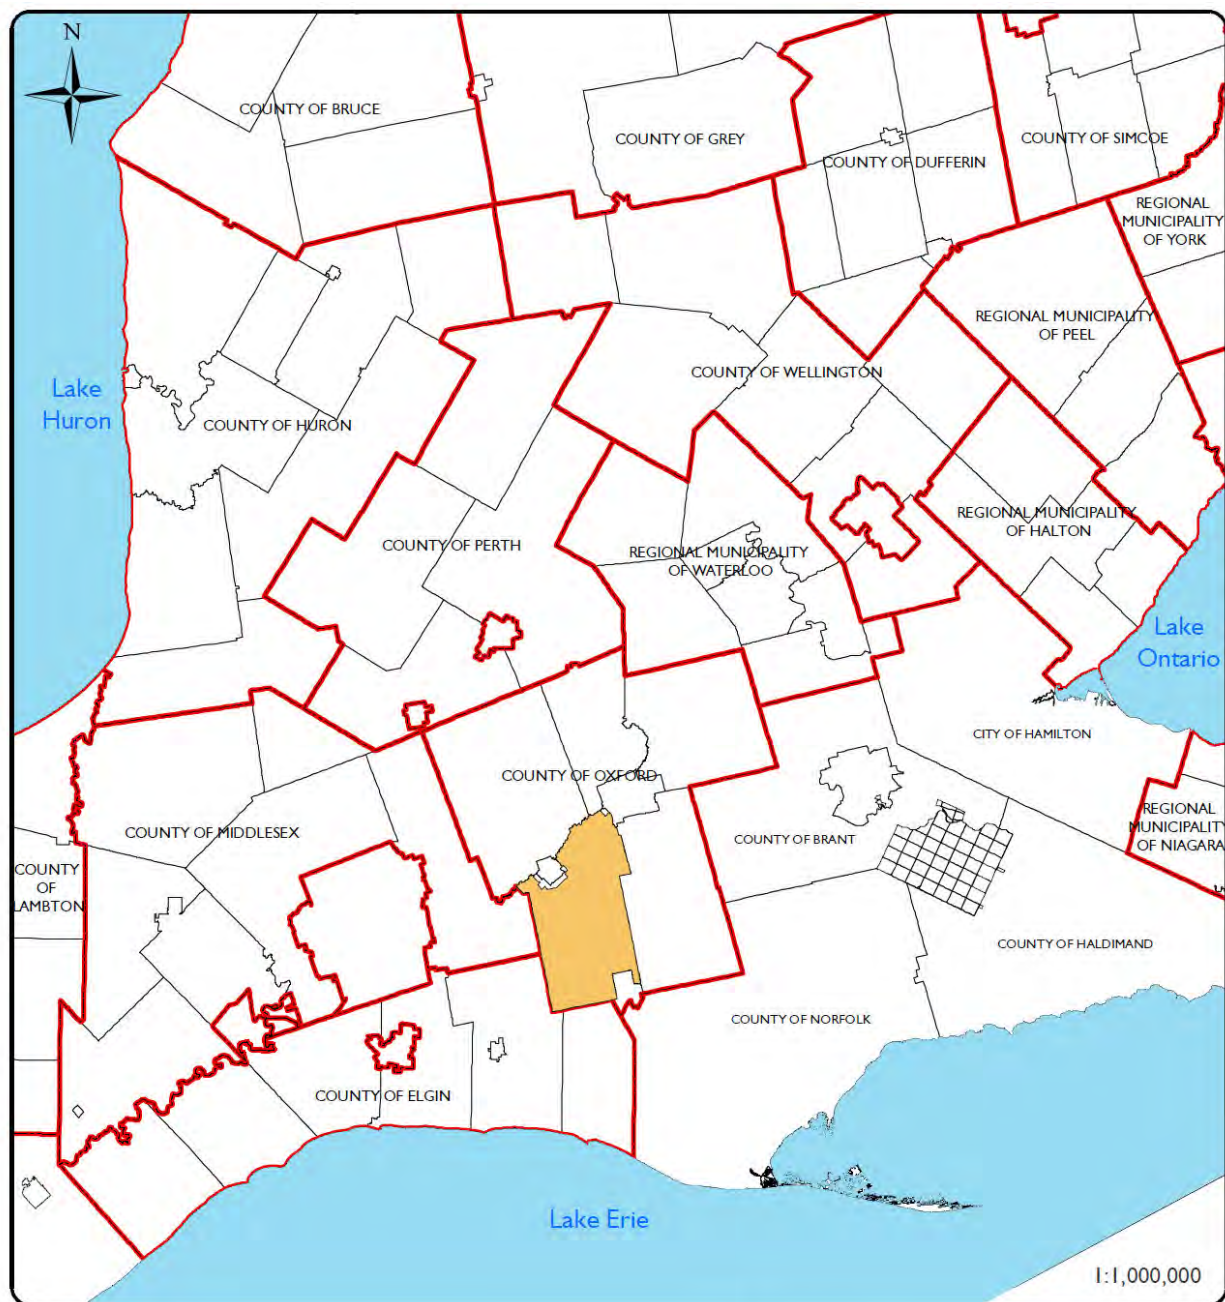 N
COUNTY OF BRUCE
COUNTY OF GREY
COUNTY OF DUFFERIN
COUNTY OF SIMCOE
REGIONAL
MUNICIPALITY
OF YORK
REGIONAL MUNICIPALITY
OF PEEL
COUNTY OF WELLINGTON
Lake
Huron
COUNTY OF HURON
COUNTY OF PERTH
REGIONAL MUNICIPALITY
OF WATERLOO
REGIONAL MUNICIPALITY
OF HALTON
Lake
Ontario
CITY OF HAMILTON
COUNTY OF OXFORD
COUNTY OF MIDDLESEX
COUNTY OF BRANT
REGIONAL
MUNICIPALITY
OF NIAGARA
COUNTY
OF
LAMBTON
COUNTY OF HALDIMAND
COUNTY OF NORFOLK
COUNTY OF ELGIN
Lake Erie
1:1,000,000